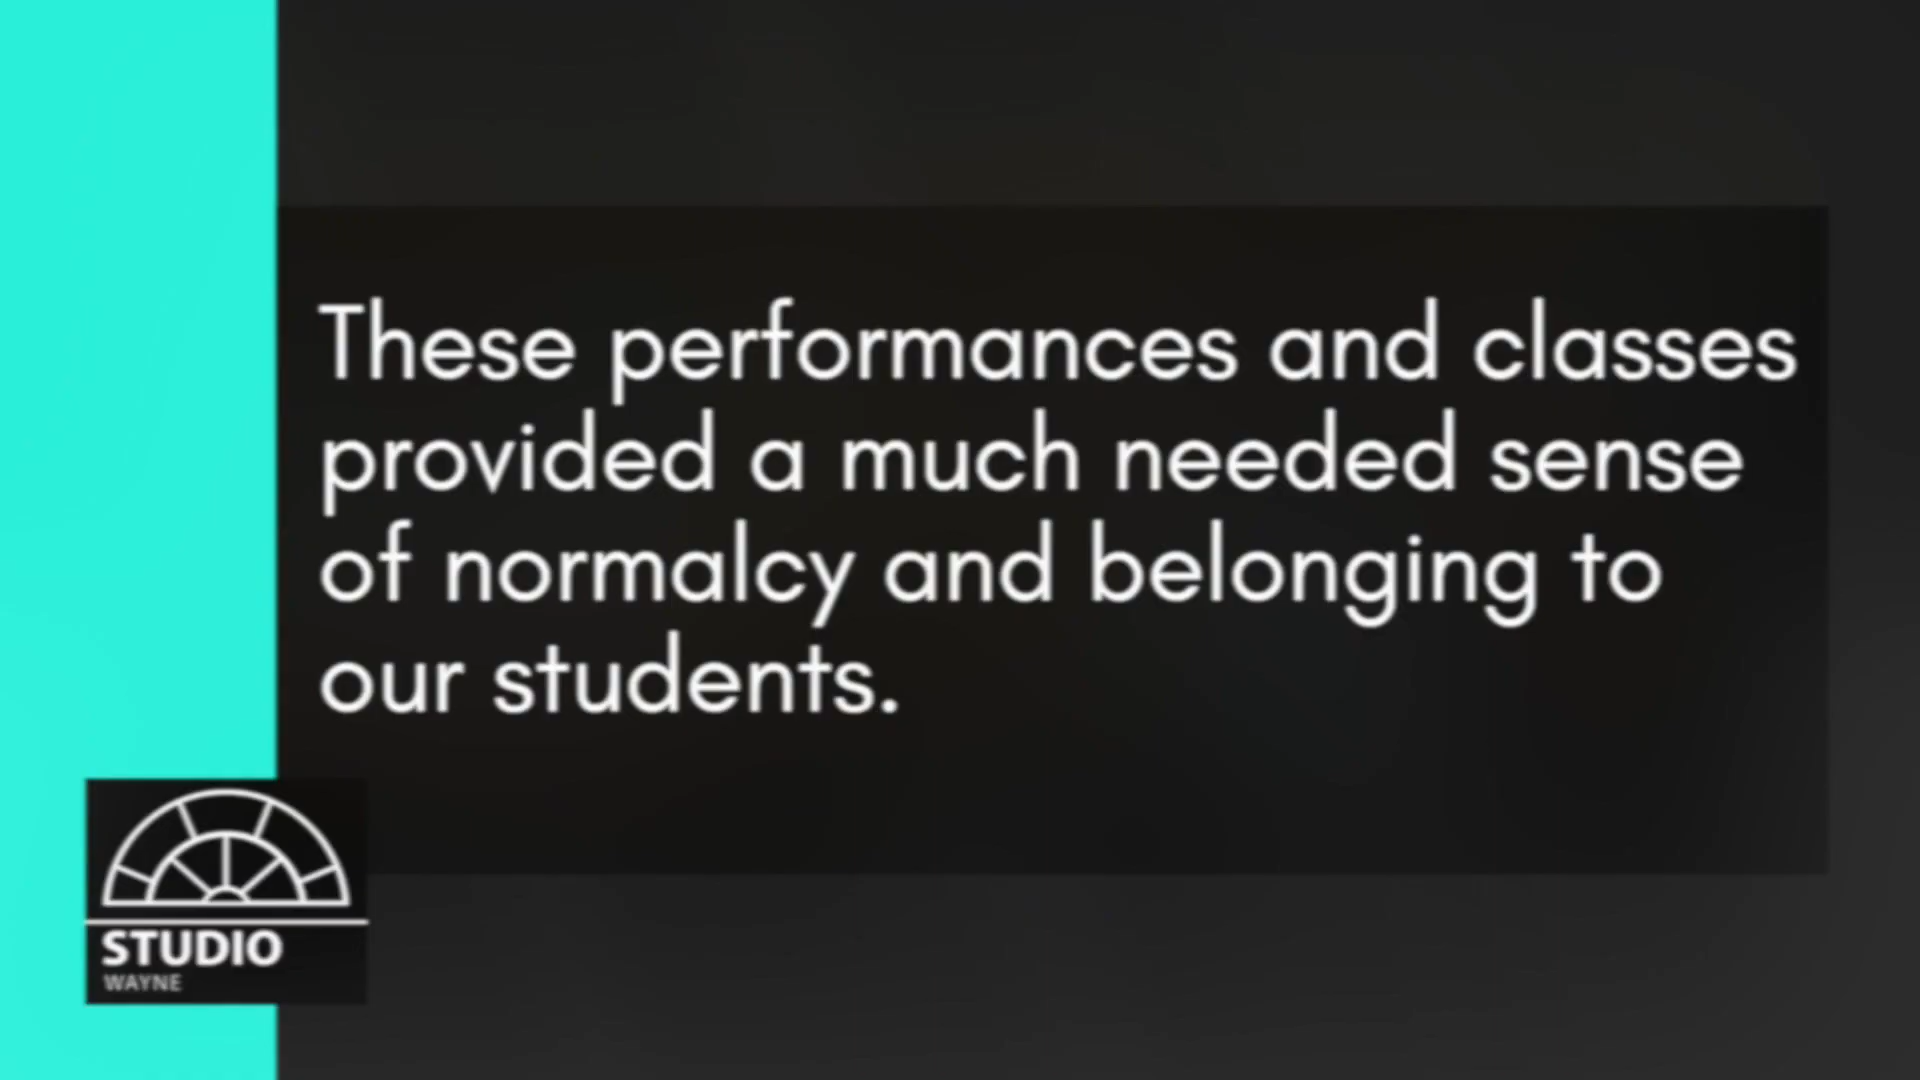 These performances and classes
provided a much needed sense
of normalcy and belonging to
our students.
STUDIO
WAYNE